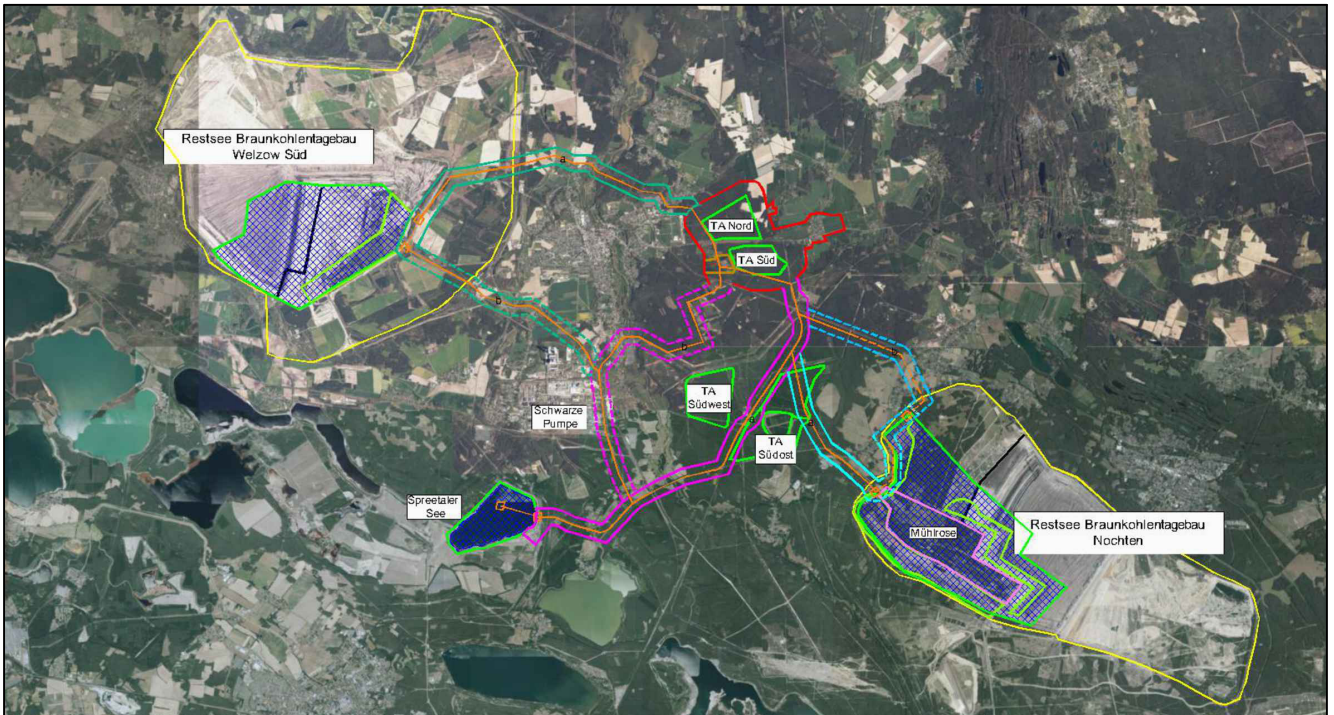 Restsee Braunkohlentagebau
Welzow Süd
a
TA Nord
TA Süd
b
b
b
TA
Südwest
Schwarze
Pumpe
a
a
TA
Südost
Spreetaler
See
Mühlrose
Restsee Braunkohlentagebau
Nochten